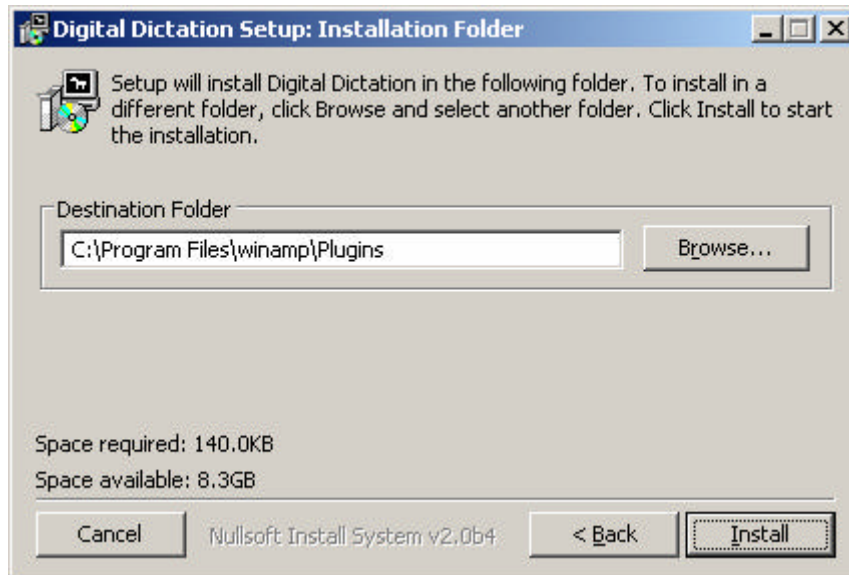 Digital Dictation Setup: Installation Folder
Setup will install Digital Dictation in the following folder. To install in a
different folder, click Browse and select another folder. Click Install to start
the installation.
Destination Folder
C:\Program Files\winamp\Plugins
Browse...
Space required: 140.0KB
Space available: 8.3GB
Cancel
Nullsoft Install System v2.0b4
< Back
Install